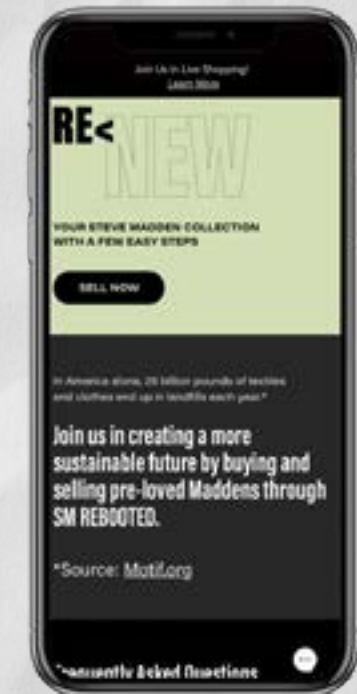 Join Us in Live Shopping!
Learn More
RE<
NEW
YOUR STEVE MADDEN COLLECTION
WITH A FEW EASY STEPS
SELL NOW
In America alone, 25 billion pounds of textiles
and clothes end up in landfills each year.*
Join us in creating a more
sustainable future by buying and
selling pre-loved Maddens through
SM REBOOTED.
*Source: Motif.org
Frequently Asked Questions